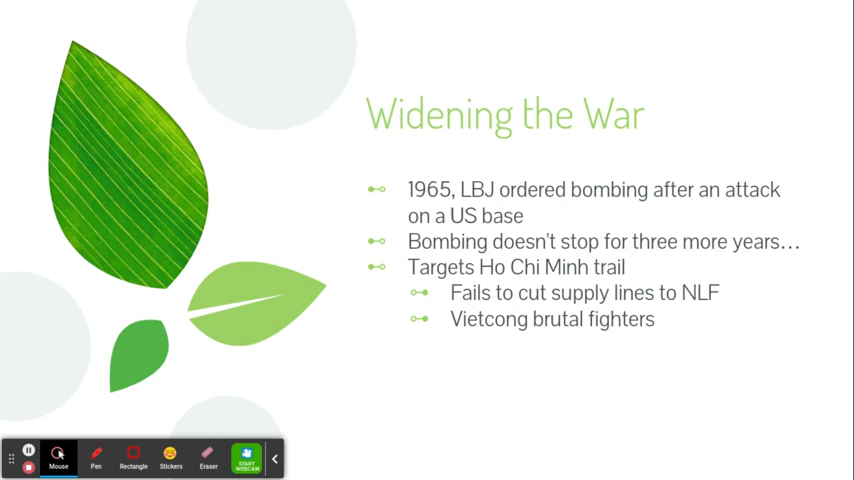 Widening the War
1965, LBJ ordered bombing after an attack
on a US base
Bombing doesn't stop for three more years…
Targets Ho Chi Minh trail
Fails to cut supply lines to NLF
Vietcong brutal fighters
Mouse
Pen
Rectangle
Stickers
Eraser
START
WEBCAM